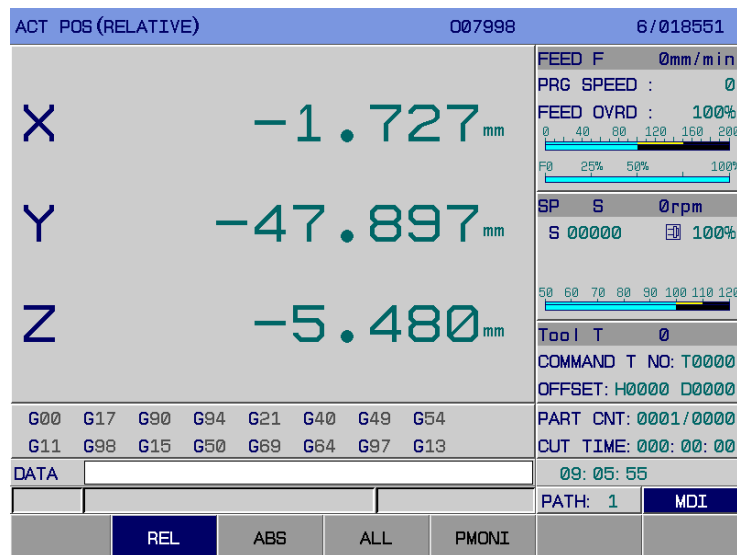 ACT POS(RELATIVE) O07998 6/018551
X -1.727mm
Y -47.897mm
Z -5.480mm
G00 G17 G90 G94 G21 G40 G49 G54
G11 G98 G15 G50 G69 G64 G97 G13
DATA
FEED F 0mm/min
PRG SPEED : 0
FEED OVRD : 100%
0 40 80 120 160 200
F0 25% 50% 100%
SP S 0rpm
S 00000 100%
50 60 70 80 90 100 110 120
Tool T 0
COMMAND T NO: T0000
OFFSET: H0000 D0000
PART CNT: 0001/0000
CUT TIME: 000:00:00
09:05:55
PATH: 1 MDI
REL ABS ALL PMONI